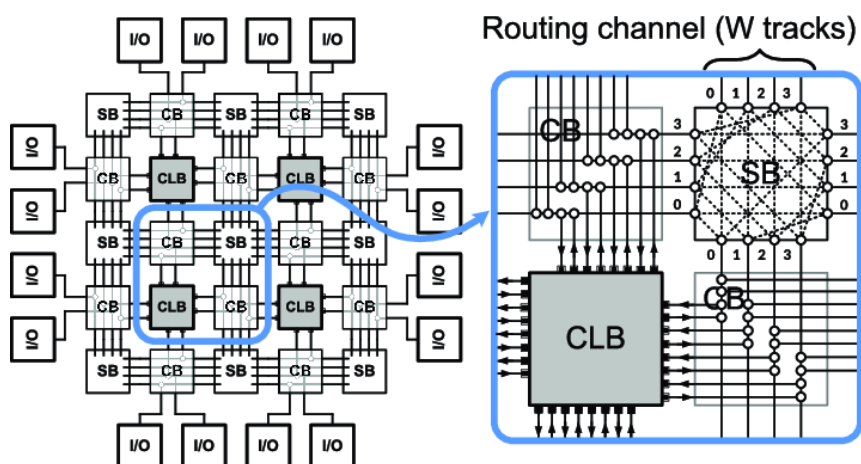 Routing channel (W tracks)
I/O I/O I/O I/O
SB CB SB CB SB
I/O CB CLB CB CLB CB I/O
I/O I/O
SB CB SB CB SB
I/O CB CLB CB CLB CB I/O
I/O I/O
SB CB SB CB SB
I/O I/O I/O I/O
0 1 2 3
CB 3 3
2 SB 2
1 1
0 0
0 1 2 3
CB
CLB